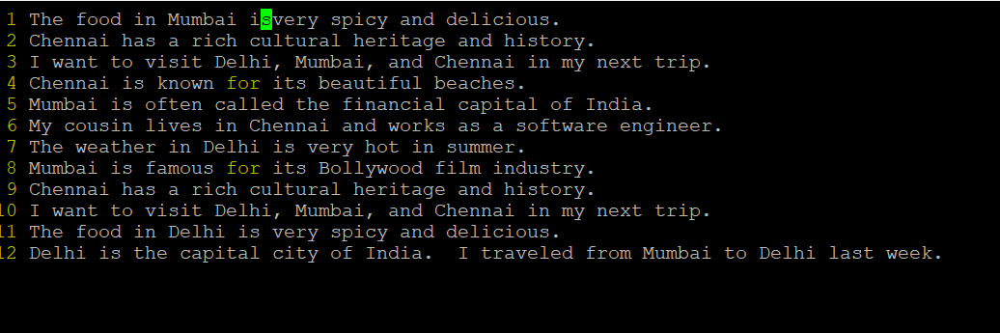 1 The food in Mumbai isvery spicy and delicious.
2 Chennai has a rich cultural heritage and history.
3 I want to visit Delhi, Mumbai, and Chennai in my next trip.
4 Chennai is known for its beautiful beaches.
5 Mumbai is often called the financial capital of India.
6 My cousin lives in Chennai and works as a software engineer.
7 The weather in Delhi is very hot in summer.
8 Mumbai is famous for its Bollywood film industry.
9 Chennai has a rich cultural heritage and history.
10 I want to visit Delhi, Mumbai, and Chennai in my next trip.
11 The food in Delhi is very spicy and delicious.
12 Delhi is the capital city of India.  I traveled from Mumbai to Delhi last week.